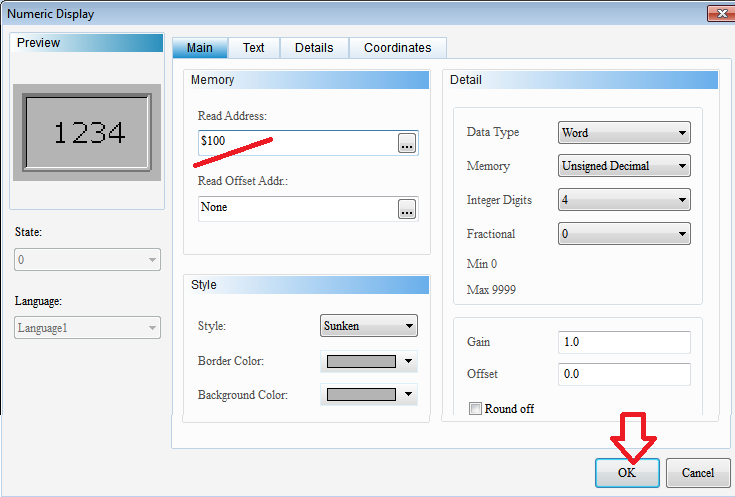 Numeric Display
Preview
1234
State:
0
Language:
Language1
Main Text Details Coordinates
Memory
Read Address:
$100
...
Read Offset Addr.:
None
...
Style
Style: Sunken
Border Color:
Background Color:
Detail
Data Type Word
Memory Unsigned Decimal
Integer Digits 4
Fractional 0
Min 0
Max 9999
Gain 1.0
Offset 0.0
Round off
OK Cancel